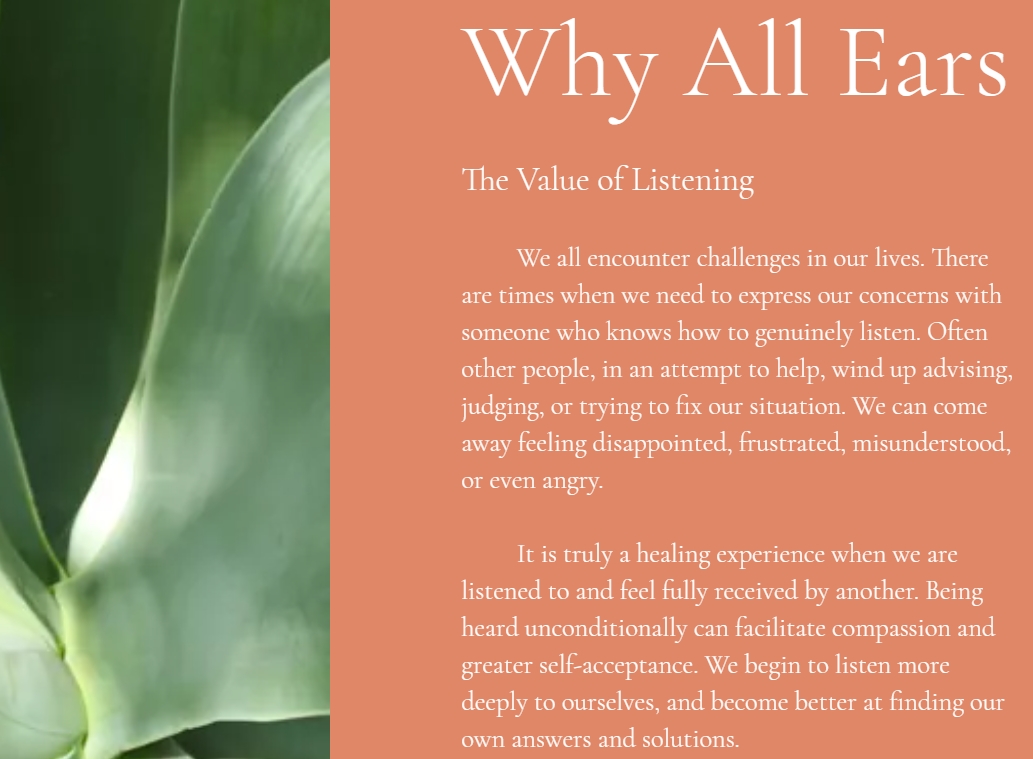 Why All Ears
The Value of Listening
We all encounter challenges in our lives. There
are times when we need to express our concerns with
someone who knows how to genuinely listen. Often
other people, in an attempt to help, wind up advising,
judging, or trying to fix our situation. We can come
away feeling disappointed, frustrated, misunderstood,
or even angry.
It is truly a healing experience when we are
listened to and feel fully received by another. Being
heard unconditionally can facilitate compassion and
greater self-acceptance. We begin to listen more
deeply to ourselves, and become better at finding our
own answers and solutions.